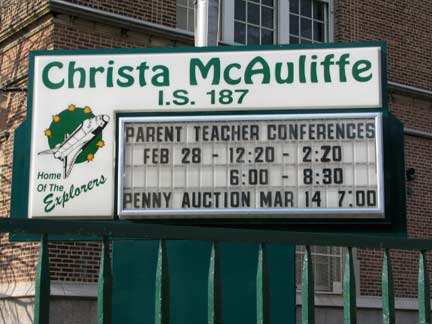 Christa McAuliffe
I.S. 187
Home
Of The
Explorers
PARENT TEACHER CONFERENCES
FEB 28 - 12:20 - 2:20
6:00 - 8:30
PENNY AUCTION MAR 14 7:00